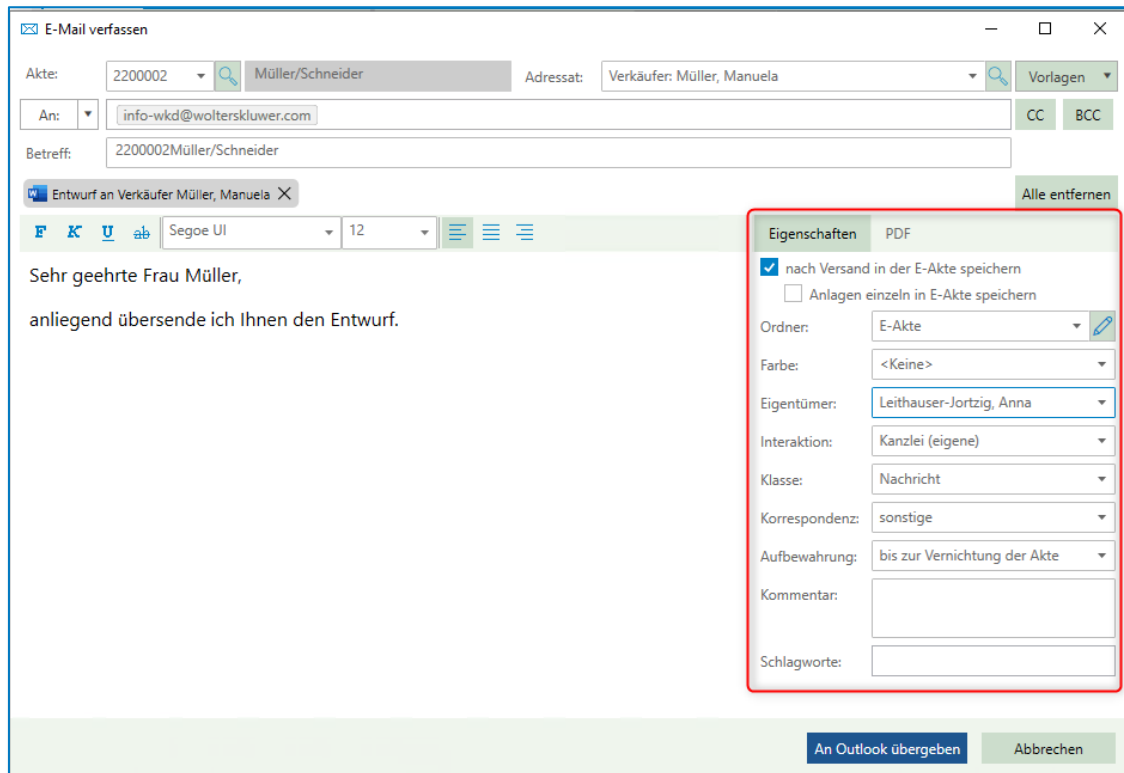 E-Mail verfassen
Akte: 2200002 Müller/Schneider Adressat: Verkäufer: Müller, Manuela Vorlagen
An: info-wkd@wolterskluwer.com CC BCC
Betreff: 2200002Müller/Schneider
Entwurf an Verkäufer Müller, Manuela Alle entfernen
F K U ab Segoe UI 12
Sehr geehrte Frau Müller,
anliegend übersende ich Ihnen den Entwurf.
Eigenschaften PDF
nach Versand in der E-Akte speichern
Anlagen einzeln in E-Akte speichern
Ordner: E-Akte
Farbe: <Keine>
Eigentümer: Leithauser-Jortzig, Anna
Interaktion: Kanzlei (eigene)
Klasse: Nachricht
Korrespondenz: sonstige
Aufbewahrung: bis zur Vernichtung der Akte
Kommentar:
Schlagworte:
An Outlook übergeben Abbrechen